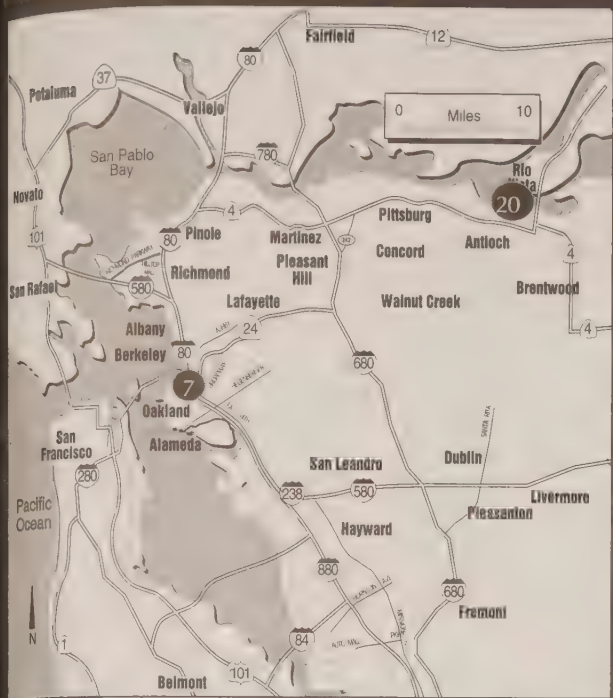 Fairfield
12
80
37
Petaluma
Vallejo
0 Miles 10
San Pablo
Bay
780
Rio
Vista
20
Novato
4
Pittsburg
101
80
Pinole
Martinez
242
Concord
Antioch
4
Pleasant
Hill
Richmond
580
San Rafael
Brentwood
Lafayette
Walnut Creek
Albany
24
4
Berkeley
80
680
7
Oakland
Alameda
San
Francisco
SANTA RITA
San Leandro
Dublin
280
238
580
Livermore
Pleasanton
Pacific
Ocean
Hayward
880
680
Fremont
N
1
84
101
Belmont